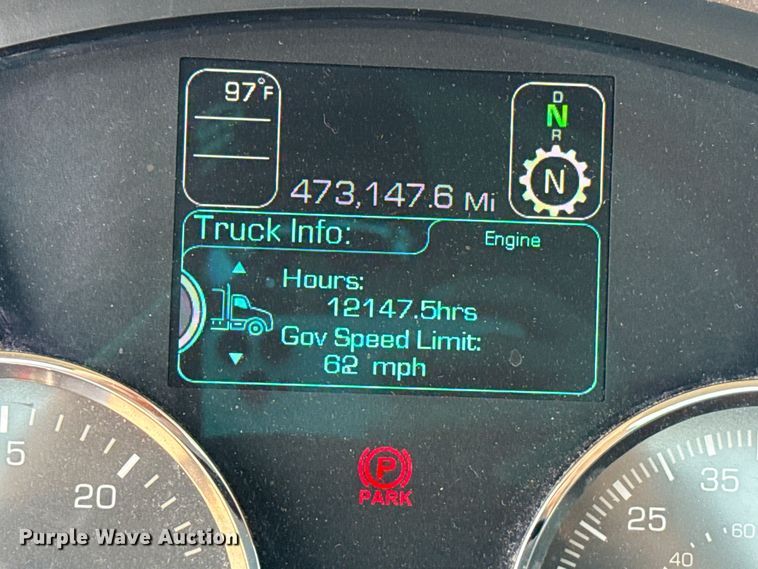 97°F
D
N
R
N
473,147.6 Mi
Truck Info:
Engine
Hours:
12147.5hrs
Gov Speed Limit:
62 mph
P
PARK
5
20
25
35
40
60
Purple Wave Auction